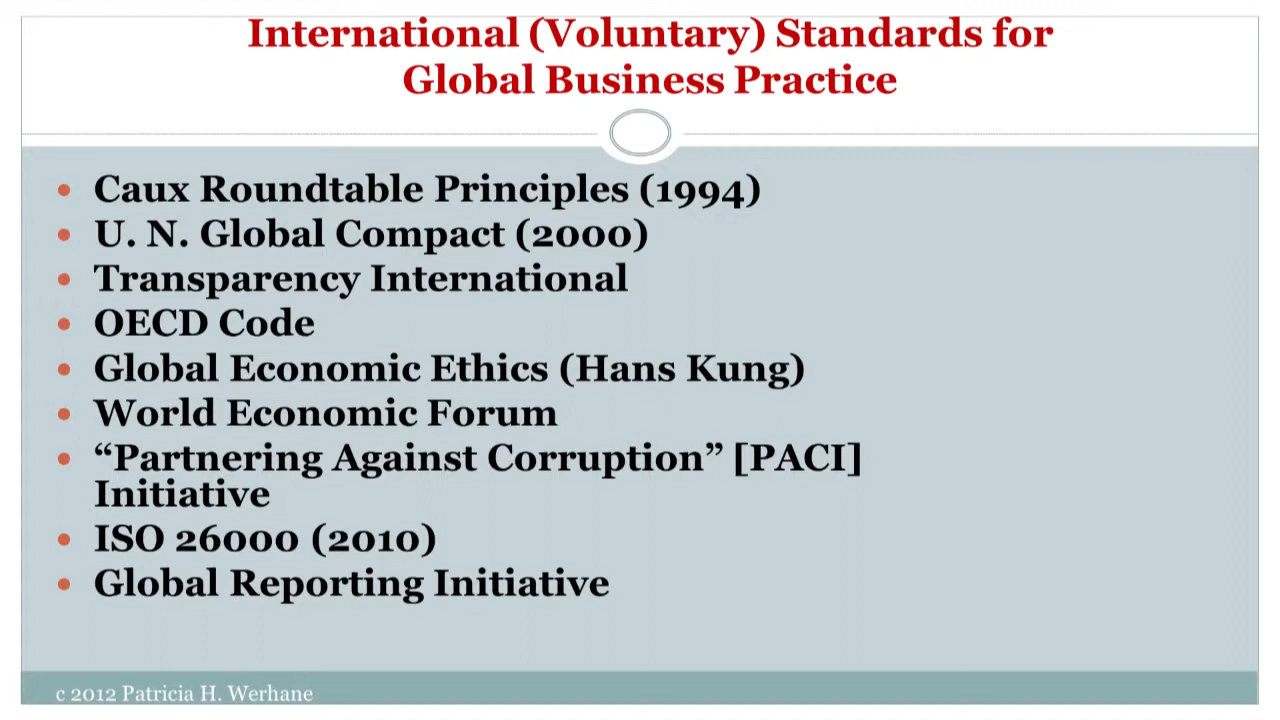 International (Voluntary) Standards for
Global Business Practice
• Caux Roundtable Principles (1994)
• U. N. Global Compact (2000)
• Transparency International
• OECD Code
• Global Economic Ethics (Hans Kung)
• World Economic Forum
• “Partnering Against Corruption” [PACI]
Initiative
• ISO 26000 (2010)
• Global Reporting Initiative
c 2012 Patricia H. Werhane